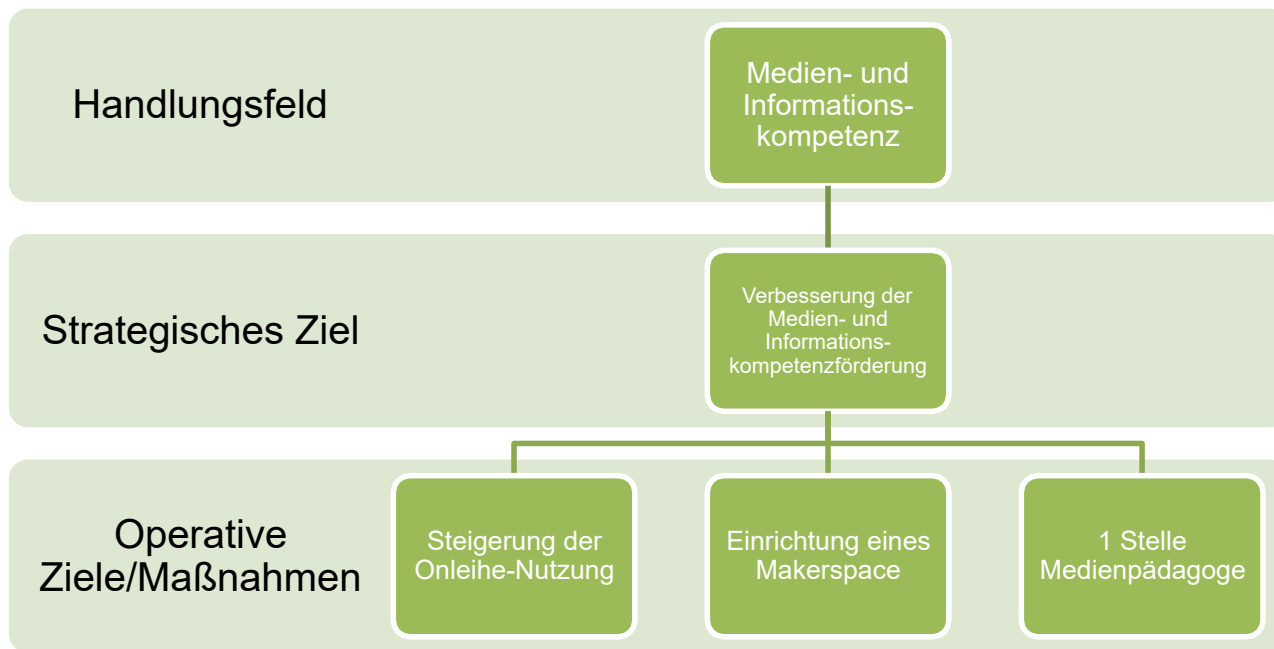 Handlungsfeld
Medien- und
Informations-
kompetenz
Strategisches Ziel
Verbesserung der
Medien- und
Informations-
kompetenzförderung
Operative
Ziele/Maßnahmen
Steigerung der
Onleihe-Nutzung
Einrichtung eines
Makerspace
1 Stelle
Medienpädagoge